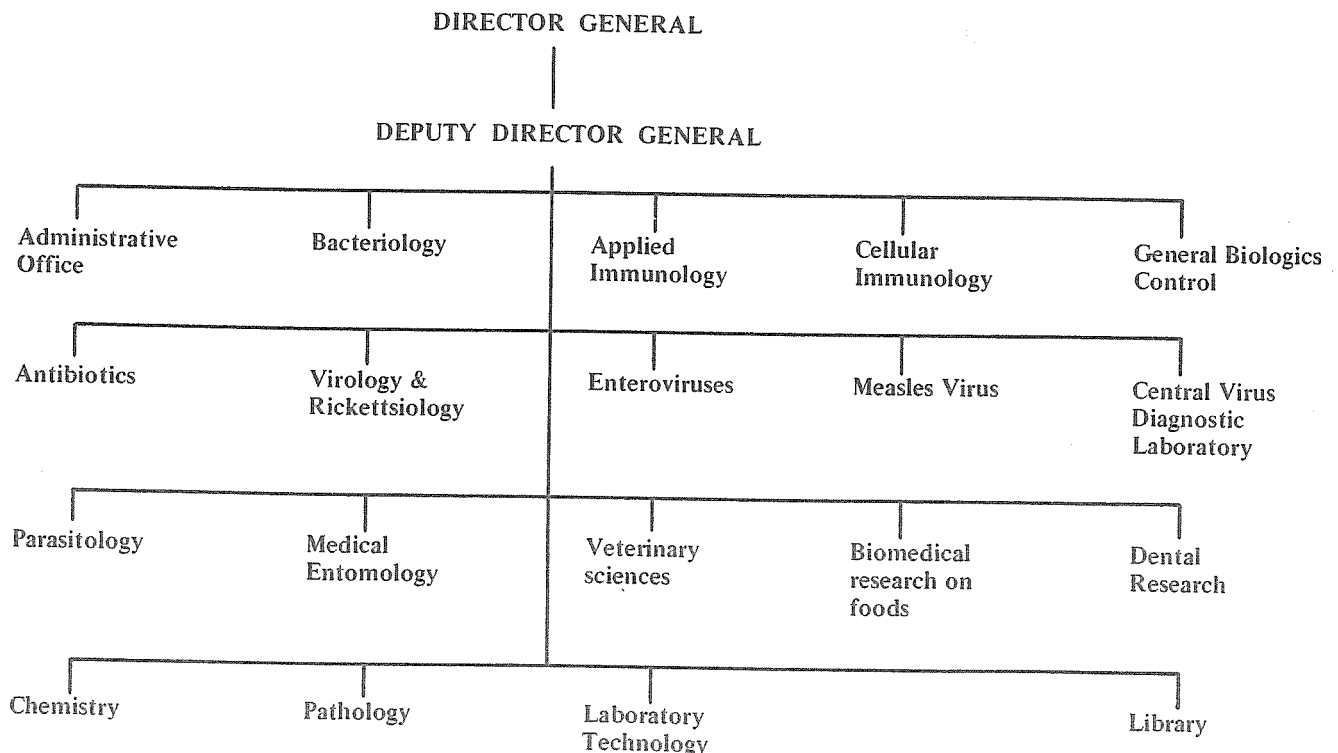 DIRECTOR GENERAL
DEPUTY DIRECTOR GENERAL
Administrative
Office
Bacteriology
Applied
Immunology
Cellular
Immunology
General Biologics
Control
Antibiotics
Virology &
Rickettsiology
Enteroviruses
Measles Virus
Central Virus
Diagnostic
Laboratory
Parasitology
Medical
Entomology
Veterinary
sciences
Biomedical
research on
foods
Dental
Research
Chemistry
Pathology
Laboratory
Technology
Library